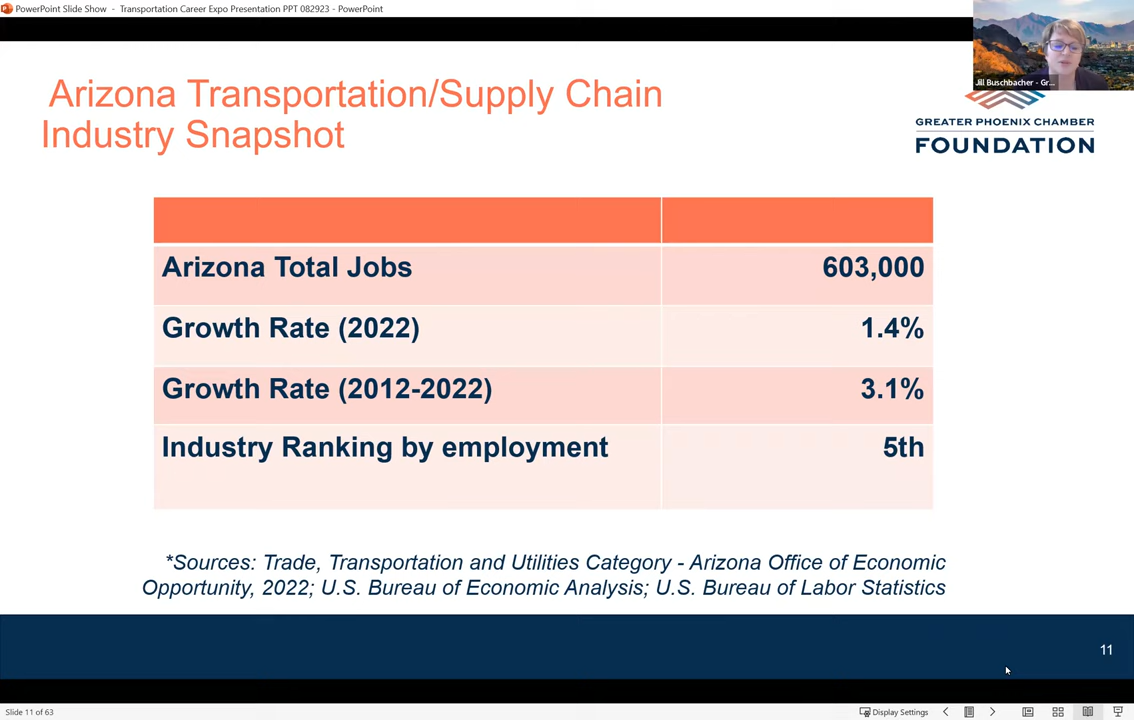 PowerPoint Slide Show - Transportation Career Expo Presentation PPT 082923 - PowerPoint
Jill Buschbacher - Gr...
Arizona Transportation/Supply Chain
Industry Snapshot
GREATER PHOENIX CHAMBER
FOUNDATION
Arizona Total Jobs 603,000
Growth Rate (2022) 1.4%
Growth Rate (2012-2022) 3.1%
Industry Ranking by employment 5th
*Sources: Trade, Transportation and Utilities Category - Arizona Office of Economic
Opportunity, 2022; U.S. Bureau of Economic Analysis; U.S. Bureau of Labor Statistics
11
Slide 11 of 63
Display Settings